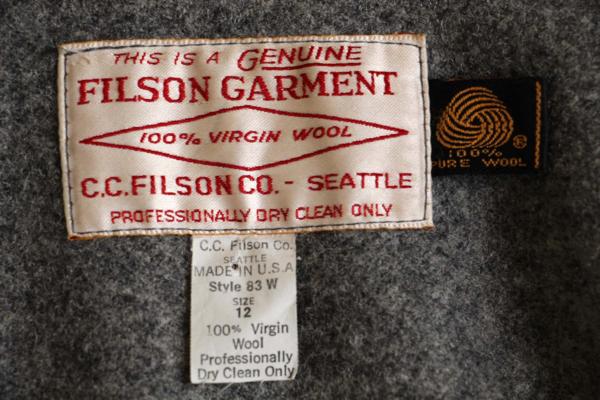 THIS IS A GENUINE
FILSON GARMENT
100% VIRGIN WOOL
C.C.FILSON CO. - SEATTLE
PROFESSIONALLY DRY CLEAN ONLY
®
100%
PURE WOOL
C.C. Filson Co.
SEATTLE
MADE IN U.S.A
Style 83 W
SIZE
12
100% Virgin
Wool
Professionally
Dry Clean Only